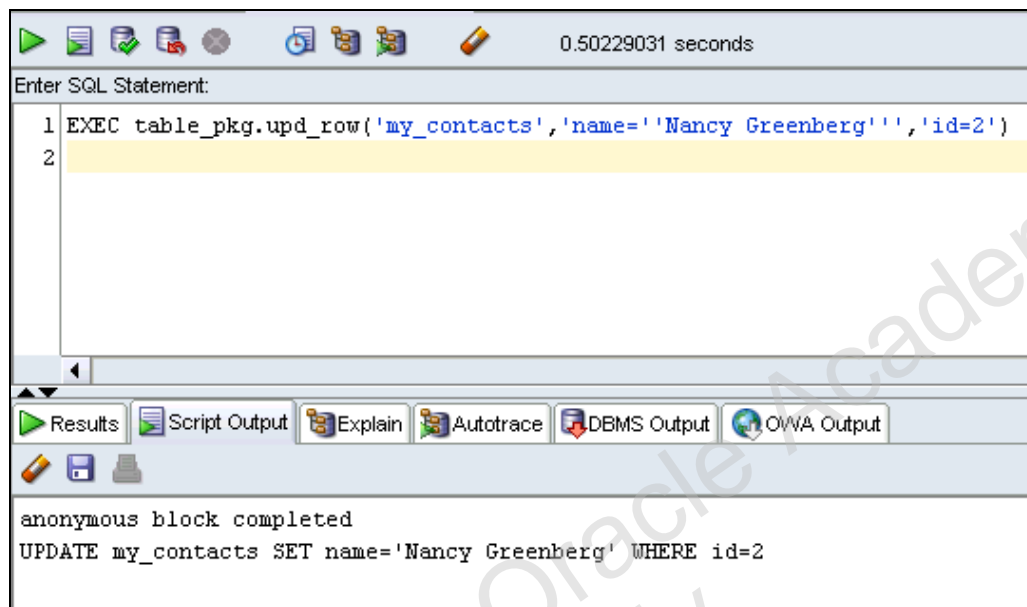 0.50229031 seconds
Enter SQL Statement:
1 EXEC table_pkg.upd_row('my_contacts','name=''Nancy Greenberg''','id=2')
2
Results Script Output Explain Autotrace DBMS Output OWA Output
anonymous block completed
UPDATE my_contacts SET name='Nancy Greenberg' WHERE id=2
Oracle Academ